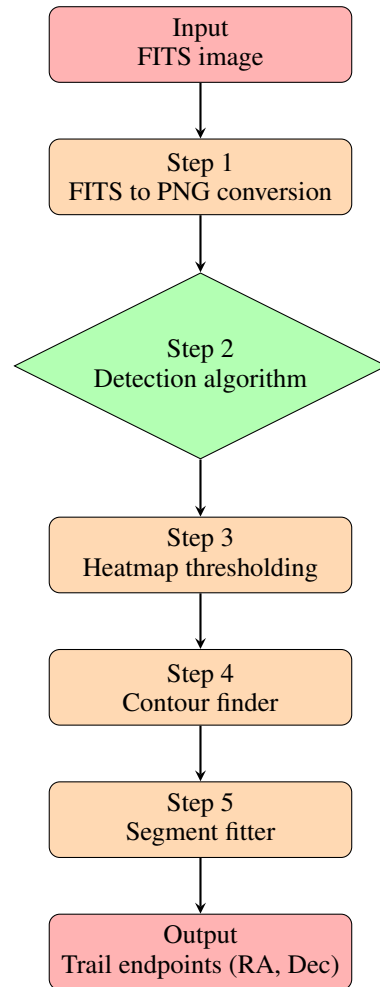 Input
FITS image
Step 1
FITS to PNG conversion
Step 2
Detection algorithm
Step 3
Heatmap thresholding
Step 4
Contour finder
Step 5
Segment fitter
Output
Trail endpoints (RA, Dec)